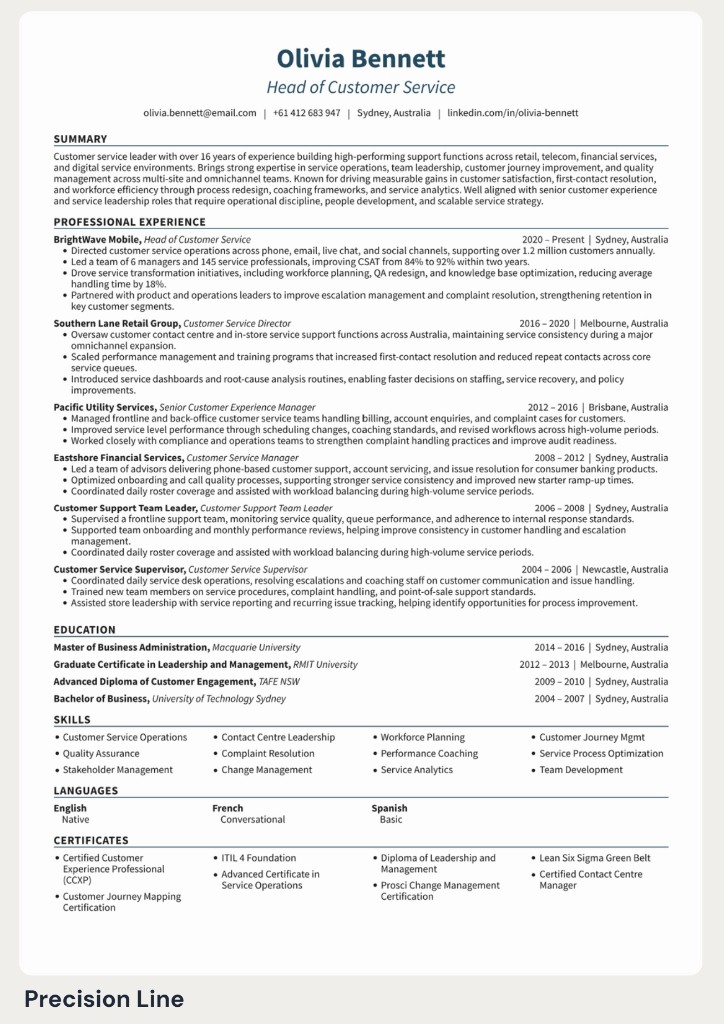 Olivia Bennett
Head of Customer Service
olivia.bennett@email.com | +61 412 683 947 | Sydney, Australia | linkedin.com/in/olivia-bennett
SUMMARY
Customer service leader with over 16 years of experience building high-performing support functions across retail, telecom, financial services,
and digital service environments. Brings strong expertise in service operations, team leadership, customer journey improvement, and quality
management across multi-site and omnichannel teams. Known for driving measurable gains in customer satisfaction, first-contact resolution,
and workforce efficiency through process redesign, coaching frameworks, and service analytics. Well aligned with senior customer experience
and service leadership roles that require operational discipline, people development, and scalable service strategy.
PROFESSIONAL EXPERIENCE
BrightWave Mobile, Head of Customer Service 2020 – Present | Sydney, Australia
• Directed customer service operations across phone, email, live chat, and social channels, supporting over 1.2 million customers annually.
• Led a team of 6 managers and 145 service professionals, improving CSAT from 84% to 92% within two years.
• Drove service transformation initiatives, including workforce planning, QA redesign, and knowledge base optimization, reducing average
handling time by 18%.
• Partnered with product and operations leaders to improve escalation management and complaint resolution, strengthening retention in
key customer segments.
Southern Lane Retail Group, Customer Service Director 2016 – 2020 | Melbourne, Australia
• Oversaw customer contact centre and in-store service support functions across Australia, maintaining service consistency during a major
omnichannel expansion.
• Scaled performance management and training programs that increased first-contact resolution and reduced repeat contacts across core
service queues.
• Introduced service dashboards and root-cause analysis routines, enabling faster decisions on staffing, service recovery, and policy
improvements.
Pacific Utility Services, Senior Customer Experience Manager 2012 – 2016 | Brisbane, Australia
• Managed frontline and back-office customer service teams handling billing, account enquiries, and complaint cases for customers.
• Improved service level performance through scheduling changes, coaching standards, and revised workflows across high-volume periods.
• Worked closely with compliance and operations teams to strengthen complaint handling practices and improve audit readiness.
Eastshore Financial Services, Customer Service Manager 2008 – 2012 | Sydney, Australia
• Led a team of advisors delivering phone-based customer support, account servicing, and issue resolution for consumer banking products.
• Optimized onboarding and call quality processes, supporting stronger service consistency and improved new starter ramp-up times.
• Coordinated daily roster coverage and assisted with workload balancing during high-volume service periods.
Customer Support Team Leader, Customer Support Team Leader 2006 – 2008 | Sydney, Australia
• Supervised a frontline support team, monitoring service quality, queue performance, and adherence to internal response standards.
• Supported team onboarding and monthly performance reviews, helping improve consistency in customer handling and escalation
management.
• Coordinated daily roster coverage and assisted with workload balancing during high-volume service periods.
Customer Service Supervisor, Customer Service Supervisor 2004 – 2006 | Newcastle, Australia
• Coordinated daily service desk operations, resolving escalations and coaching staff on customer communication and issue handling.
• Trained new team members on service procedures, complaint handling, and point-of-sale support standards.
• Assisted store leadership with service reporting and recurring issue tracking, helping identify opportunities for process improvement.
EDUCATION
Master of Business Administration, Macquarie University 2014 – 2016 | Sydney, Australia
Graduate Certificate in Leadership and Management, RMIT University 2012 – 2013 | Melbourne, Australia
Advanced Diploma of Customer Engagement, TAFE NSW 2009 – 2010 | Sydney, Australia
Bachelor of Business, University of Technology Sydney 2004 – 2007 | Sydney, Australia
SKILLS
• Customer Service Operations • Contact Centre Leadership • Workforce Planning • Customer Journey Mgmt
• Quality Assurance • Complaint Resolution • Performance Coaching • Service Process Optimization
• Stakeholder Management • Change Management • Service Analytics • Team Development
LANGUAGES
English French Spanish
Native Conversational Basic
CERTIFICATES
• Certified Customer
Experience Professional
(CCXP)
• Customer Journey Mapping
Certification
• ITIL 4 Foundation
• Advanced Certificate in
Service Operations
• Diploma of Leadership and
Management
• Prosci Change Management
Certification
• Lean Six Sigma Green Belt
• Certified Contact Centre
Manager
Precision Line